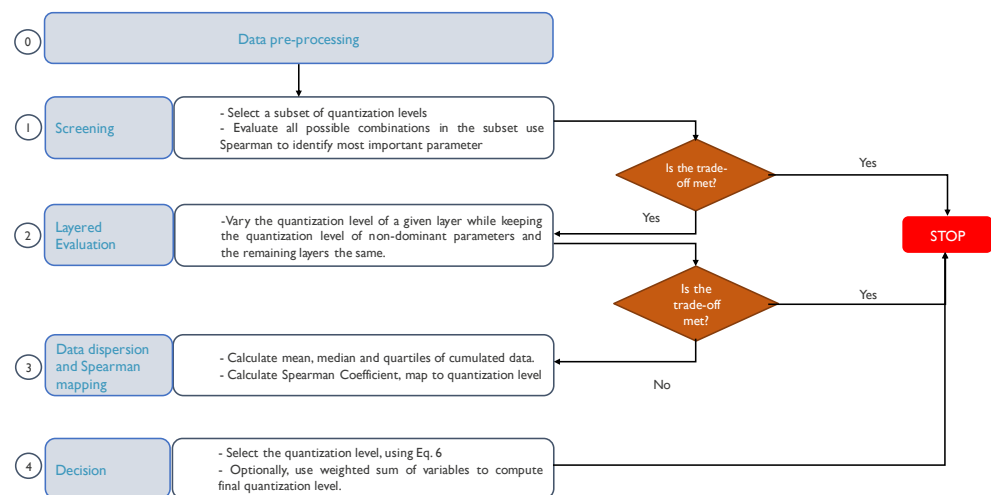 0
Data pre-processing
1
Screening
- Select a subset of quantization levels
- Evaluate all possible combinations in the subset use
Spearman to identify most important parameter
Is the trade-
off met?
Yes
Yes
STOP
2
Layered
Evaluation
-Vary the quantization level of a given layer while keeping
the quantization level of non-dominant parameters and
the remaining layers the same.
Is the
trade-off
met?
Yes
No
3
Data dispersion
and Spearman
mapping
- Calculate mean, median and quartiles of cumulated data.
- Calculate Spearman Coefficient, map to quantization level
4
Decision
- Select the quantization level, using Eq. 6
- Optionally, use weighted sum of variables to compute
final quantization level.